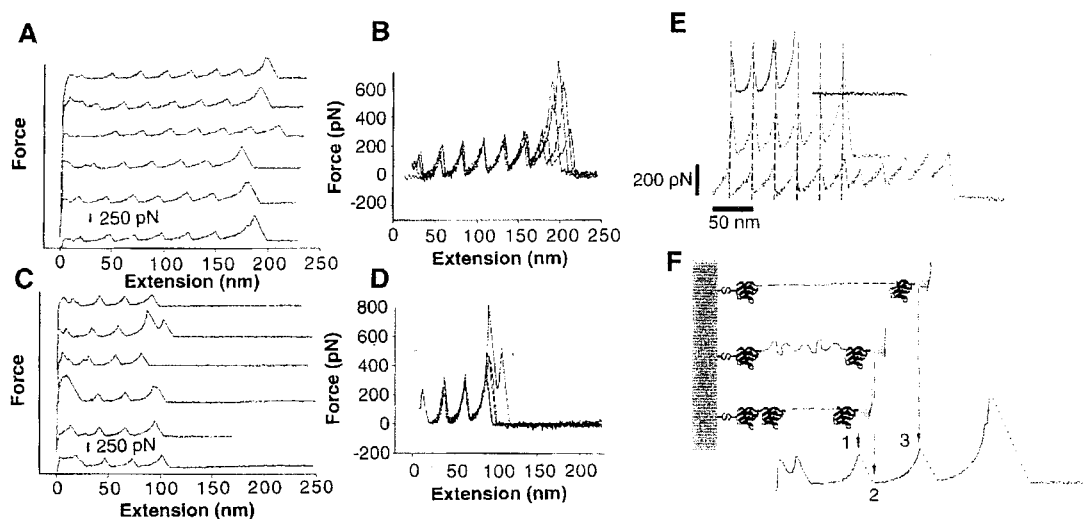 A
Force
250 pN
0 50 100 150 200 250
Extension (nm)
B
Force (pN)
600
400
200
0
-200
0 50 100 150 200 250
Extension (nm)
C
Force
250 pN
0 50 100 150 200 250
Extension (nm)
D
Force (pN)
800
600
400
200
0
-200
0 50 100 150 200
Extension (nm)
E
200 pN
50 nm
F
S
S
S
1
2
3